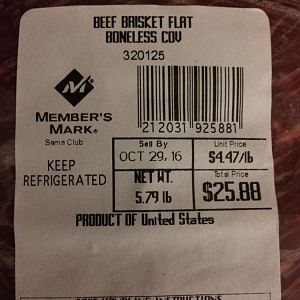 BEEF BRISKET FLAT
BONELESS COV
320125
212031 925881
MEMBER'S
MARK®
Sams Club
KEEP
REFRIGERATED
Sell By
OCT 29, 16
Unit Price
$4.47/lb
NET WT.
5.79 lb
Total Price
$25.88
PRODUCT OF United States